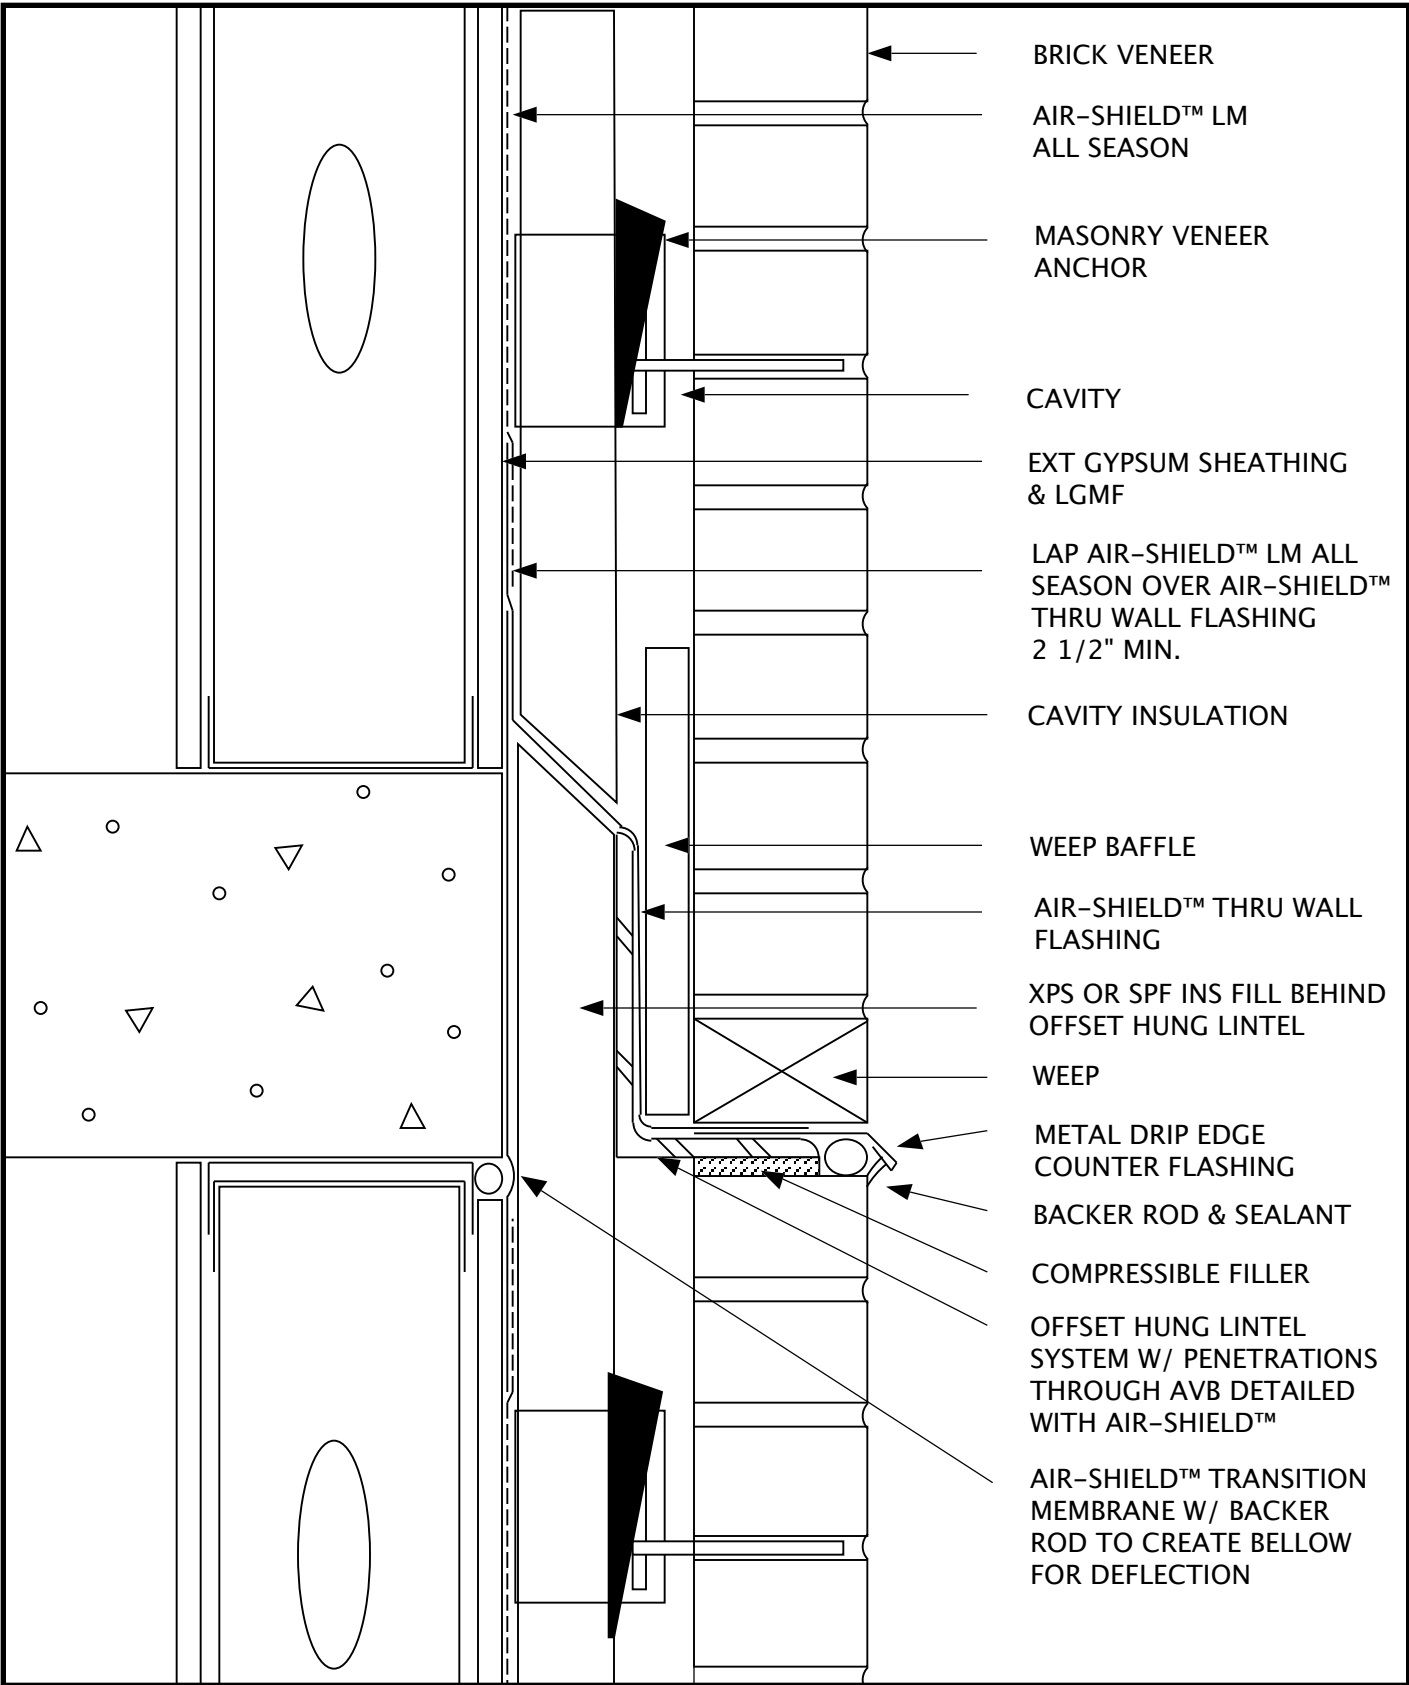 BRICK VENEER
AIR-SHIELD™ LM
ALL SEASON
MASONRY VENEER
ANCHOR
CAVITY
EXT GYPSUM SHEATHING
& LGMF
LAP AIR-SHIELD™ LM ALL
SEASON OVER AIR-SHIELD™
THRU WALL FLASHING
2 1/2" MIN.
CAVITY INSULATION
WEEP BAFFLE
AIR-SHIELD™ THRU WALL
FLASHING
XPS OR SPF INS FILL BEHIND
OFFSET HUNG LINTEL
WEEP
METAL DRIP EDGE
COUNTER FLASHING
BACKER ROD & SEALANT
COMPRESSIBLE FILLER
OFFSET HUNG LINTEL
SYSTEM W/ PENETRATIONS
THROUGH AVB DETAILED
WITH AIR-SHIELD™
AIR-SHIELD™ TRANSITION
MEMBRANE W/ BACKER
ROD TO CREATE BELLOW
FOR DEFLECTION